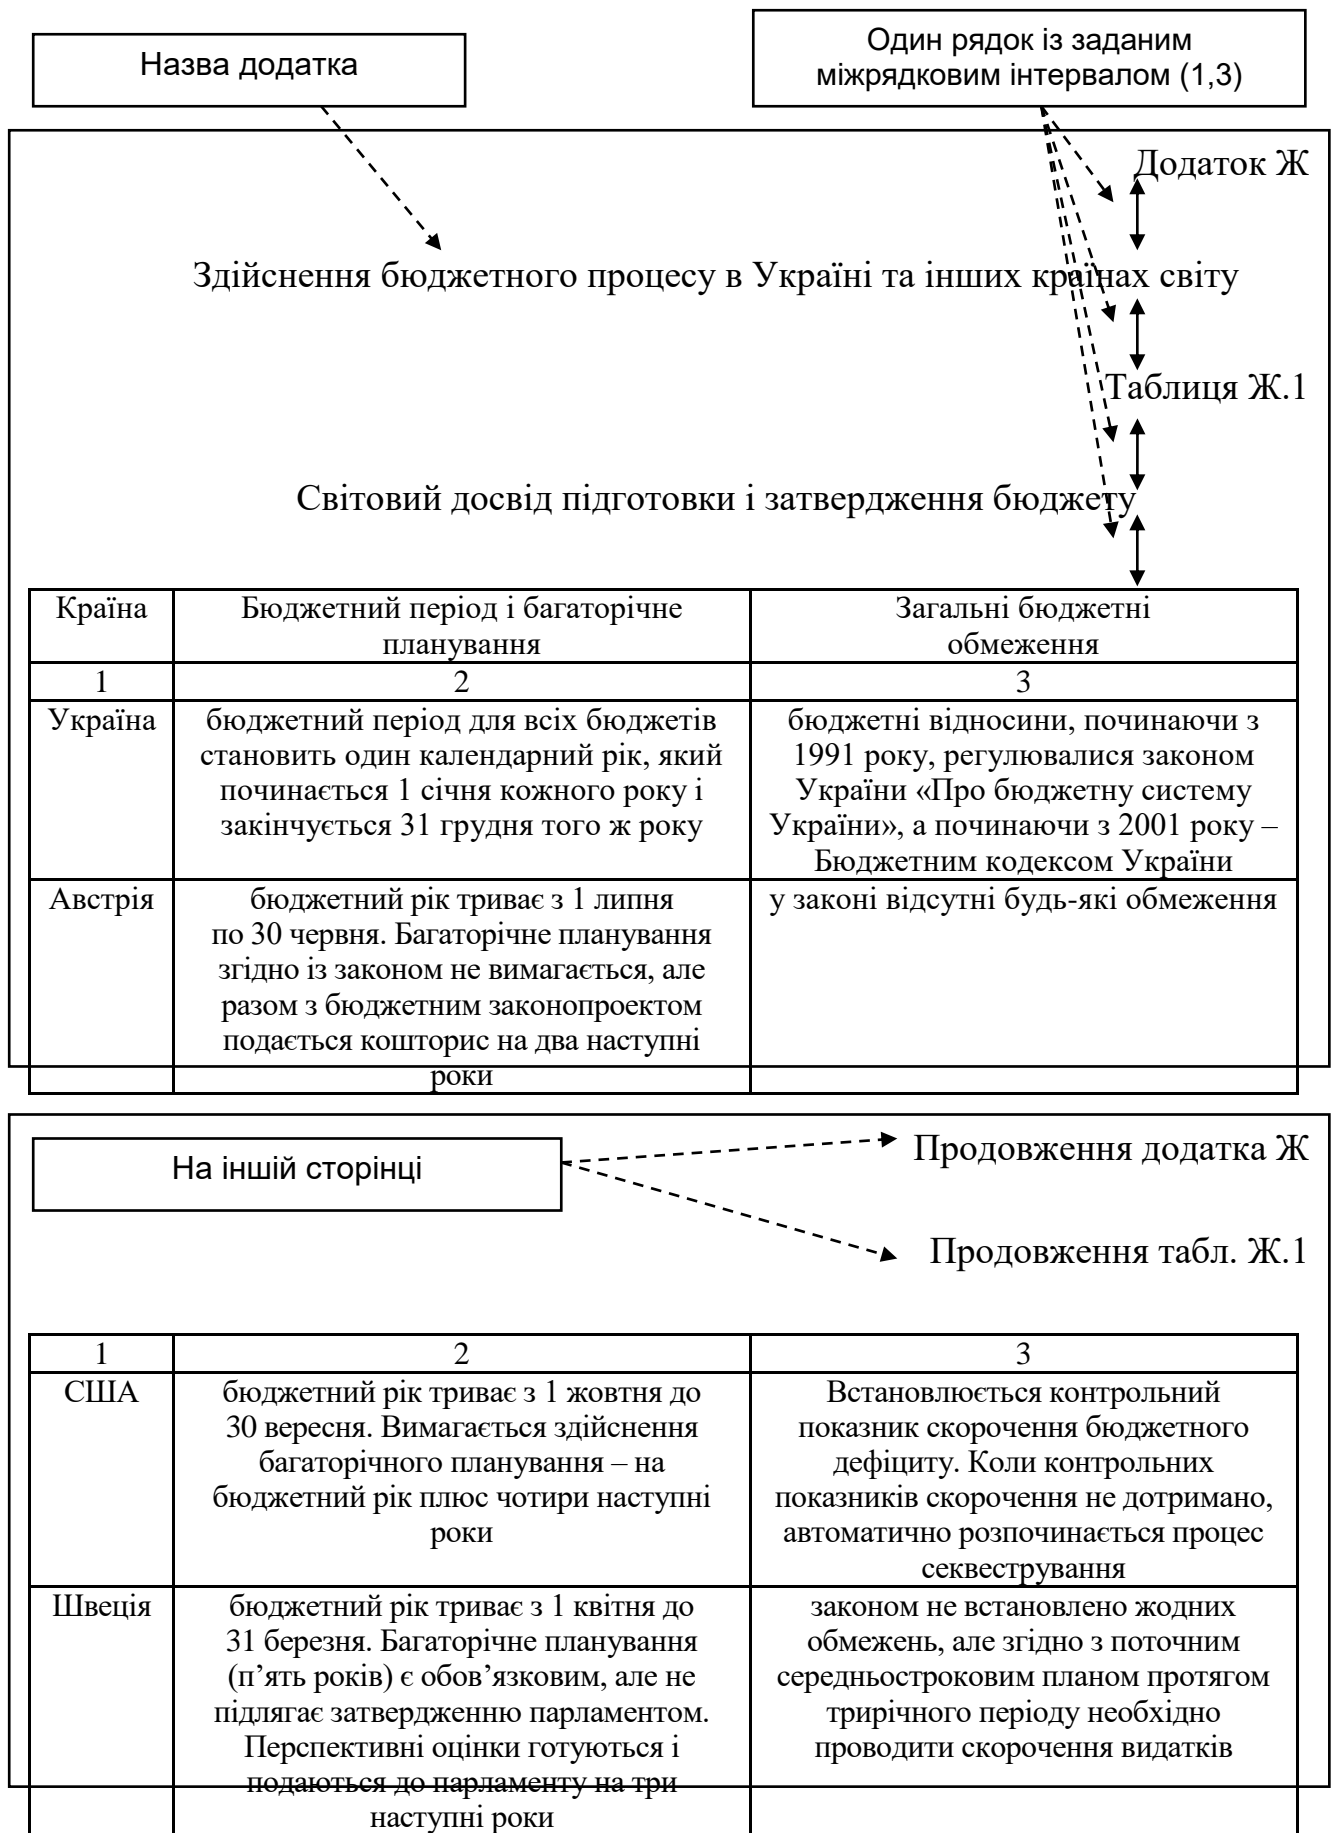 Назва додатка
Один рядок із заданим
міжрядковим інтервалом (1,3)
Додаток Ж
Здійснення бюджетного процесу в Україні та інших країнах світу
Таблиця Ж.1
Світовий досвід підготовки і затвердження бюджету
Країна
Бюджетний період і багаторічне
планування
Загальні бюджетні
обмеження
1
2
3
Україна
бюджетний період для всіх бюджетів
становить один календарний рік, який
починається 1 січня кожного року і
закінчується 31 грудня того ж року
бюджетні відносини, починаючи з
1991 року, регулювалися законом
України «Про бюджетну систему
України», а починаючи з 2001 року –
Бюджетним кодексом України
Австрія
бюджетний рік триває з 1 липня
по 30 червня. Багаторічне планування
згідно із законом не вимагається, але
разом з бюджетним законопроектом
подається кошторис на два наступні
роки
у законі відсутні будь-які обмеження
На іншій сторінці
Продовження додатка Ж
Продовження табл. Ж.1
1
2
3
США
бюджетний рік триває з 1 жовтня до
30 вересня. Вимагається здійснення
багаторічного планування – на
бюджетний рік плюс чотири наступні
роки
Встановлюється контрольний
показник скорочення бюджетного
дефіциту. Коли контрольних
показників скорочення не дотримано,
автоматично розпочинається процес
секвестрування
Швеція
бюджетний рік триває з 1 квітня до
31 березня. Багаторічне планування
(п’ять років) є обов’язковим, але не
підлягає затвердженню парламентом.
Перспективні оцінки готуються і
подаються до парламенту на три
наступні роки
законом не встановлено жодних
обмежень, але згідно з поточним
середньостроковим планом протягом
трирічного періоду необхідно
проводити скорочення видатків